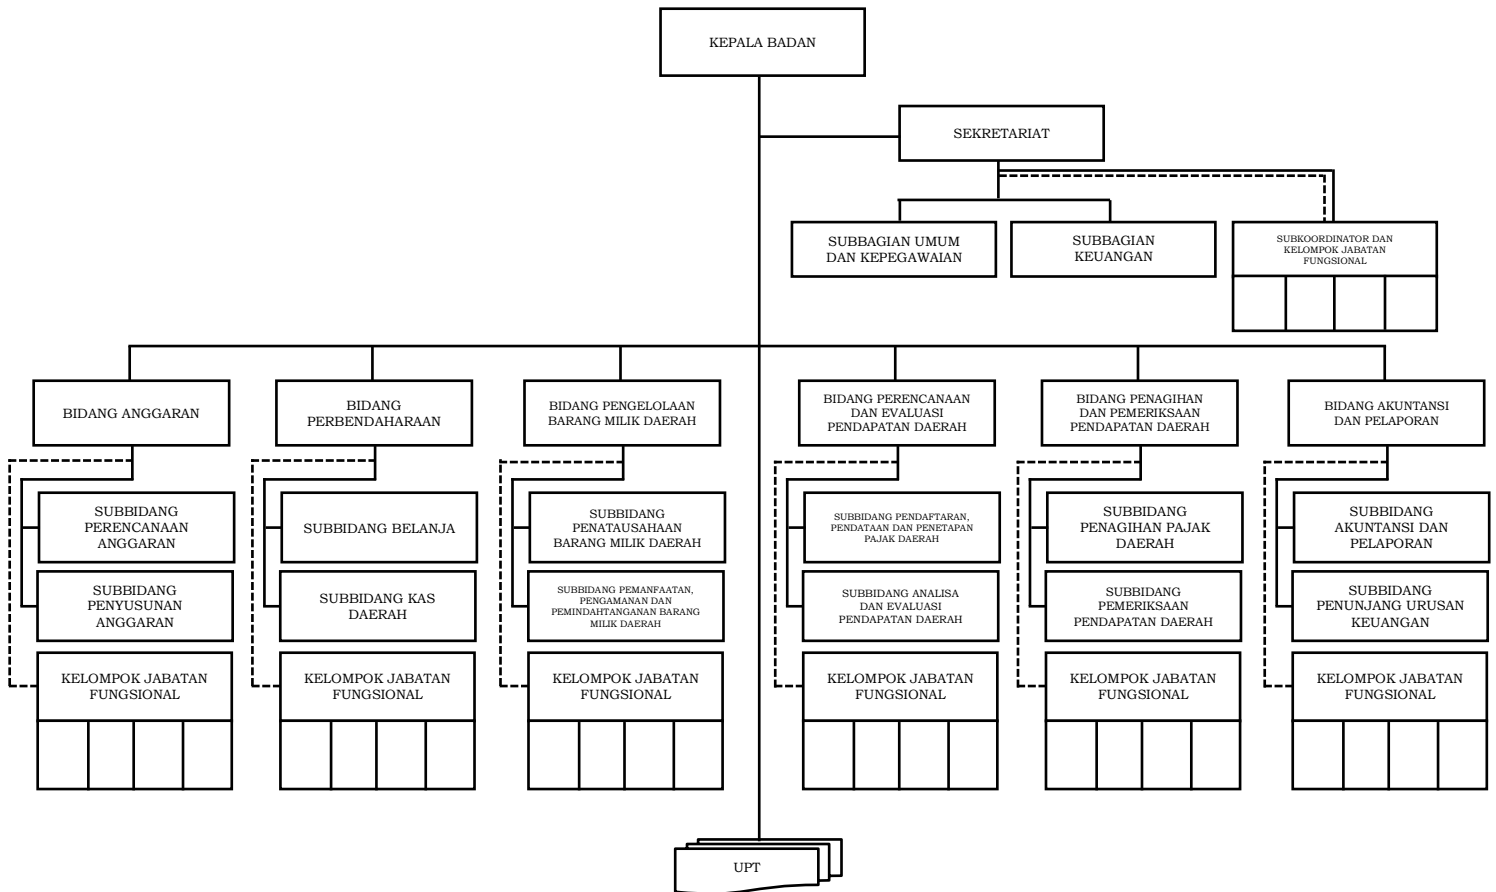 KEPALA BADAN
SEKRETARIAT
SUBBAGIAN UMUM
DAN KEPEGAWAIAN
SUBBAGIAN
KEUANGAN
SUBKOORDINATOR DAN
KELOMPOK JABATAN
FUNGSIONAL
BIDANG ANGGARAN
BIDANG
PERBENDAHARAAN
BIDANG PENGELOLAAN
BARANG MILIK DAERAH
BIDANG PERENCANAAN
DAN EVALUASI
PENDAPATAN DAERAH
BIDANG PENAGIHAN
DAN PEMERIKSAAN
PENDAPATAN DAERAH
BIDANG AKUNTANSI
DAN PELAPORAN
SUBBIDANG
PERENCANAAN
ANGGARAN
SUBBIDANG BELANJA
SUBBIDANG
PENATAUSAHAAN
BARANG MILIK DAERAH
SUBBIDANG PENDAFTARAN,
PENDATAAN DAN PENETAPAN
PAJAK DAERAH
SUBBIDANG
PENAGIHAN PAJAK
DAERAH
SUBBIDANG
AKUNTANSI DAN
PELAPORAN
SUBBIDANG
PENYUSUNAN
ANGGARAN
SUBBIDANG KAS
DAERAH
SUBBIDANG PEMANFAATAN,
PENGAMANAN DAN
PEMINDAHTANGANAN BARANG
MILIK DAERAH
SUBBIDANG ANALISA
DAN EVALUASI
PENDAPATAN DAERAH
SUBBIDANG
PEMERIKSAAN
PENDAPATAN DAERAH
SUBBIDANG
PENUNJANG URUSAN
KEUANGAN
KELOMPOK JABATAN
FUNGSIONAL
KELOMPOK JABATAN
FUNGSIONAL
KELOMPOK JABATAN
FUNGSIONAL
KELOMPOK JABATAN
FUNGSIONAL
KELOMPOK JABATAN
FUNGSIONAL
KELOMPOK JABATAN
FUNGSIONAL
UPT